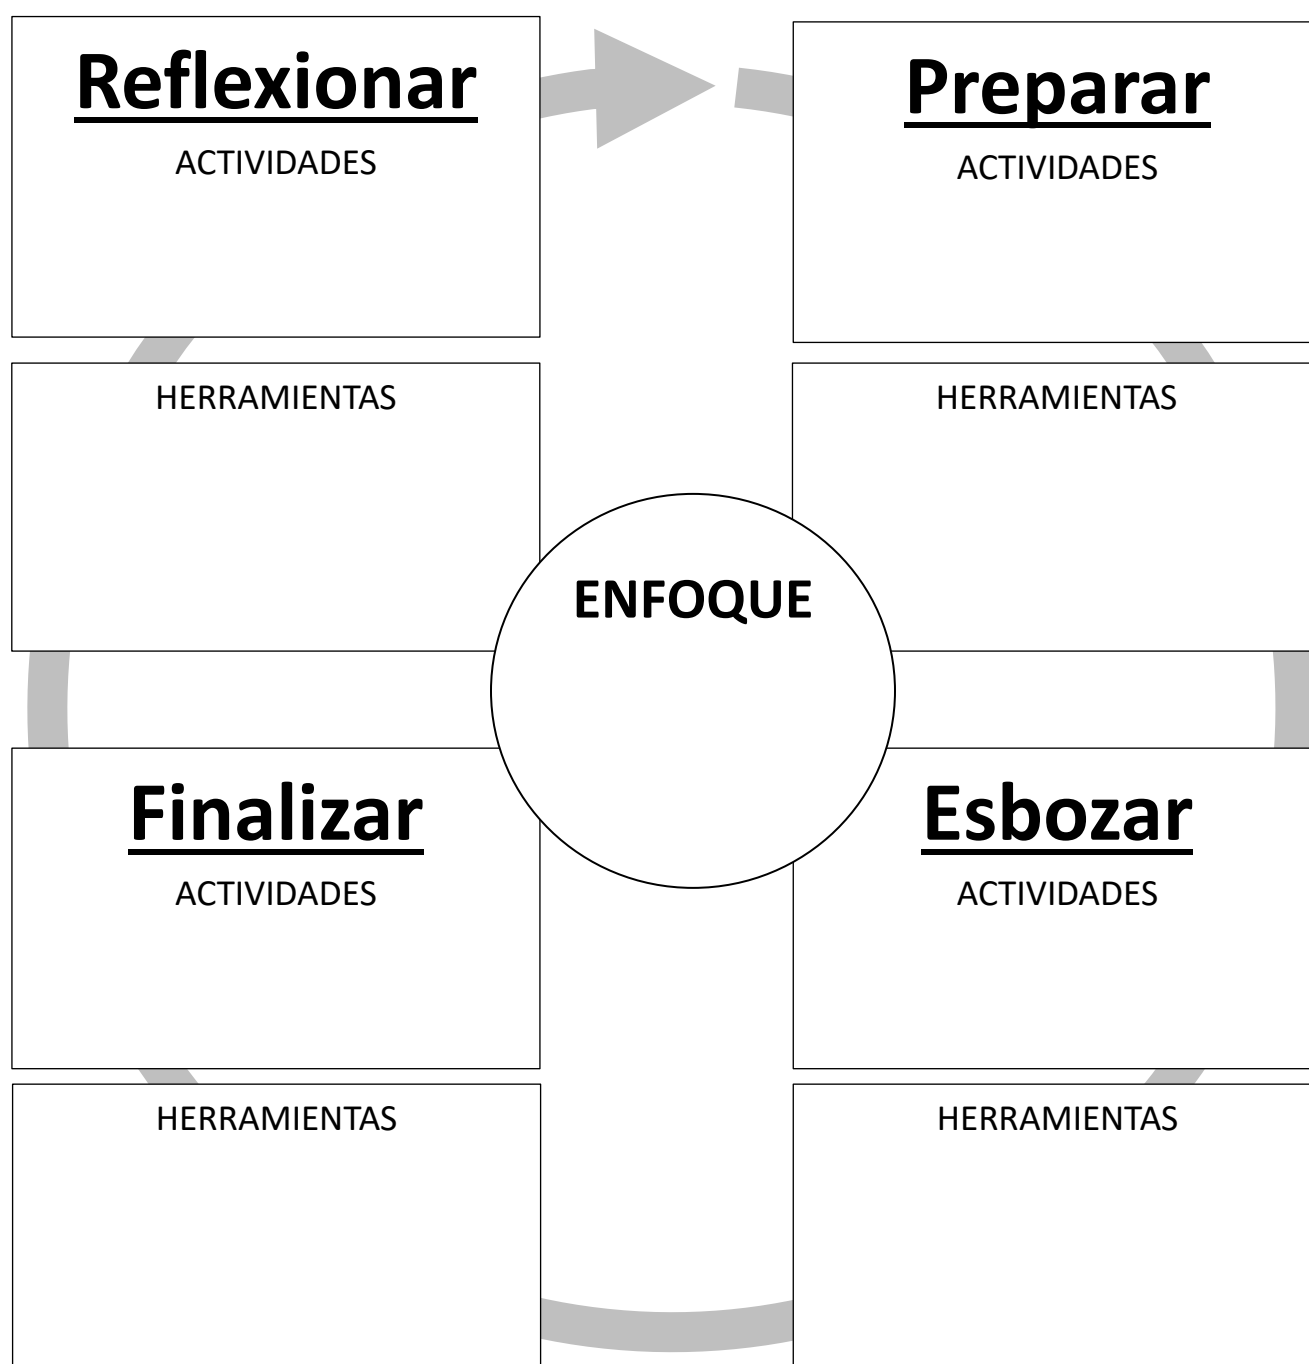 Reflexionar
ACTIVIDADES
HERRAMIENTAS
Preparar
ACTIVIDADES
HERRAMIENTAS
ENFOQUE
Finalizar
ACTIVIDADES
HERRAMIENTAS
Esbozar
ACTIVIDADES
HERRAMIENTAS